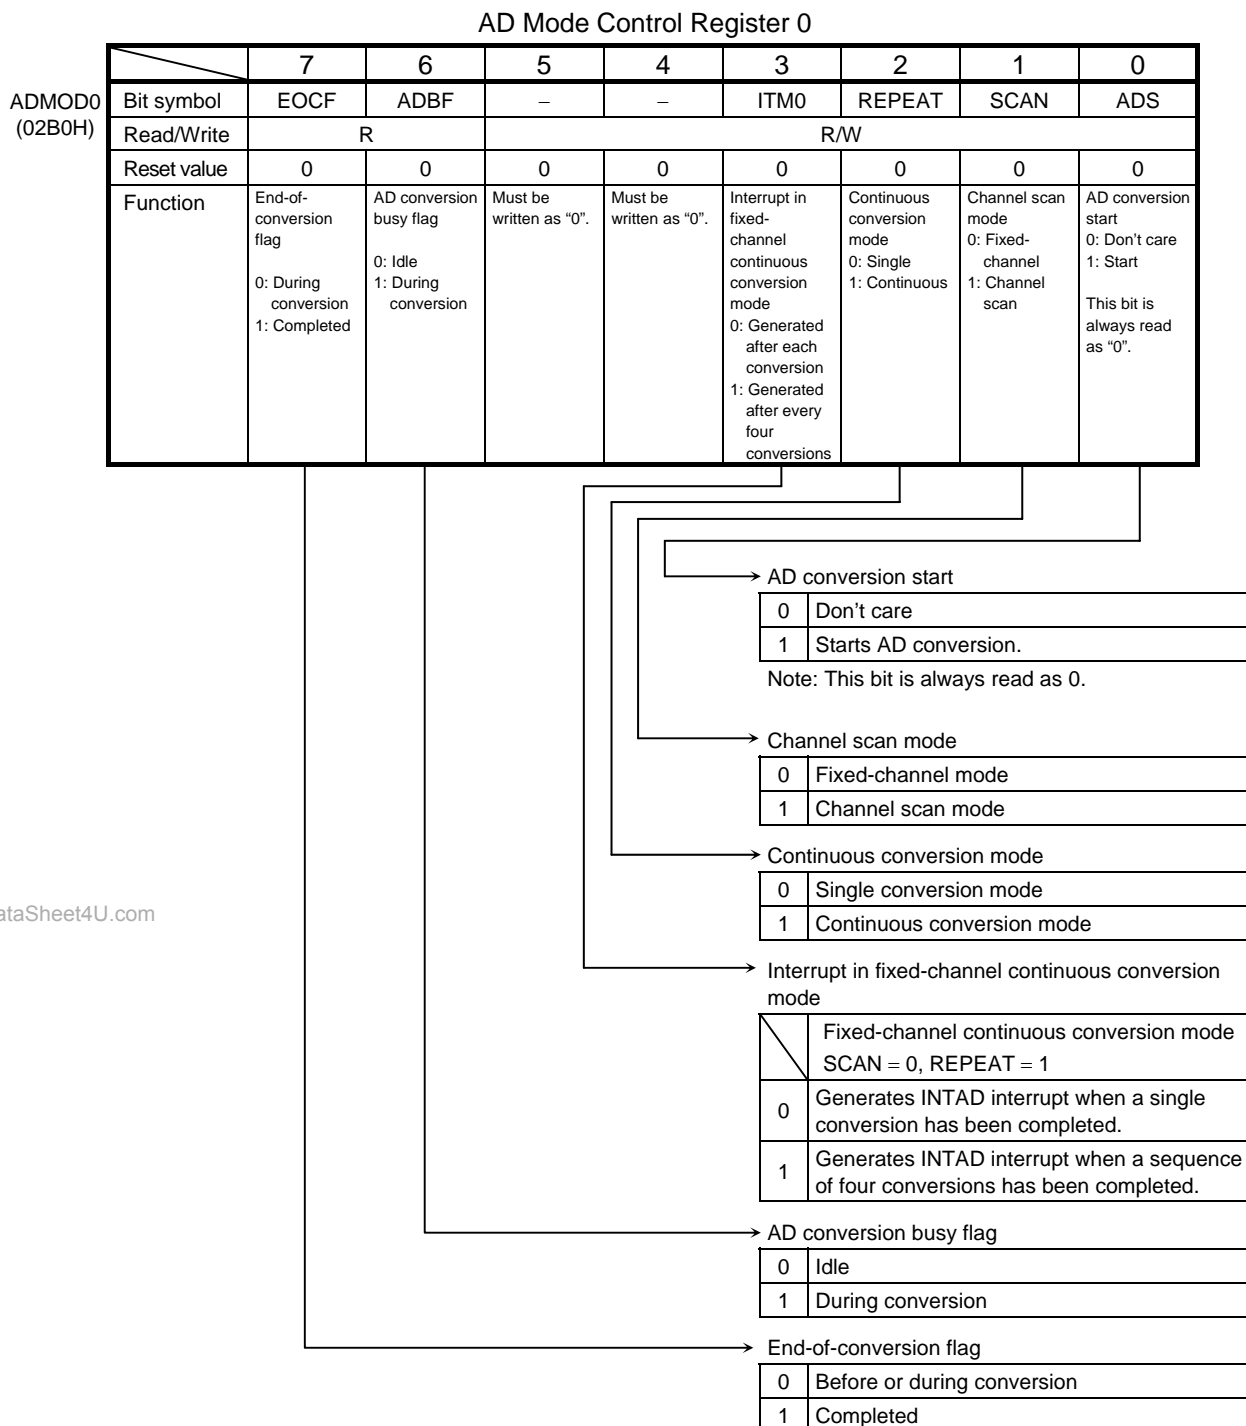 AD Mode Control Register 0
7 6 5 4 3 2 1 0
ADMOD0
(02B0H)
Bit symbol EOCF ADBF – – ITM0 REPEAT SCAN ADS
Read/Write R R/W
Reset value 0 0 0 0 0 0 0 0
Function
End-of-
conversion
flag
0: During
conversion
1: Completed
AD conversion
busy flag
0: Idle
1: During
conversion
Must be
written as “0”.
Must be
written as “0”.
Interrupt in
fixed-
channel
continuous
conversion
mode
0: Generated
after each
conversion
1: Generated
after every
four
conversions
Continuous
conversion
mode
0: Single
1: Continuous
Channel scan
mode
0: Fixed-
channel
1: Channel
scan
AD conversion
start
0: Don’t care
1: Start
This bit is
always read
as “0”.
AD conversion start
0 Don’t care
1 Starts AD conversion.
Note: This bit is always read as 0.
Channel scan mode
0 Fixed-channel mode
1 Channel scan mode
Continuous conversion mode
0 Single conversion mode
1 Continuous conversion mode
ataSheet4U.com
Interrupt in fixed-channel continuous conversion
mode
Fixed-channel continuous conversion mode
SCAN = 0, REPEAT = 1
0 Generates INTAD interrupt when a single
conversion has been completed.
1 Generates INTAD interrupt when a sequence
of four conversions has been completed.
AD conversion busy flag
0 Idle
1 During conversion
End-of-conversion flag
0 Before or during conversion
1 Completed